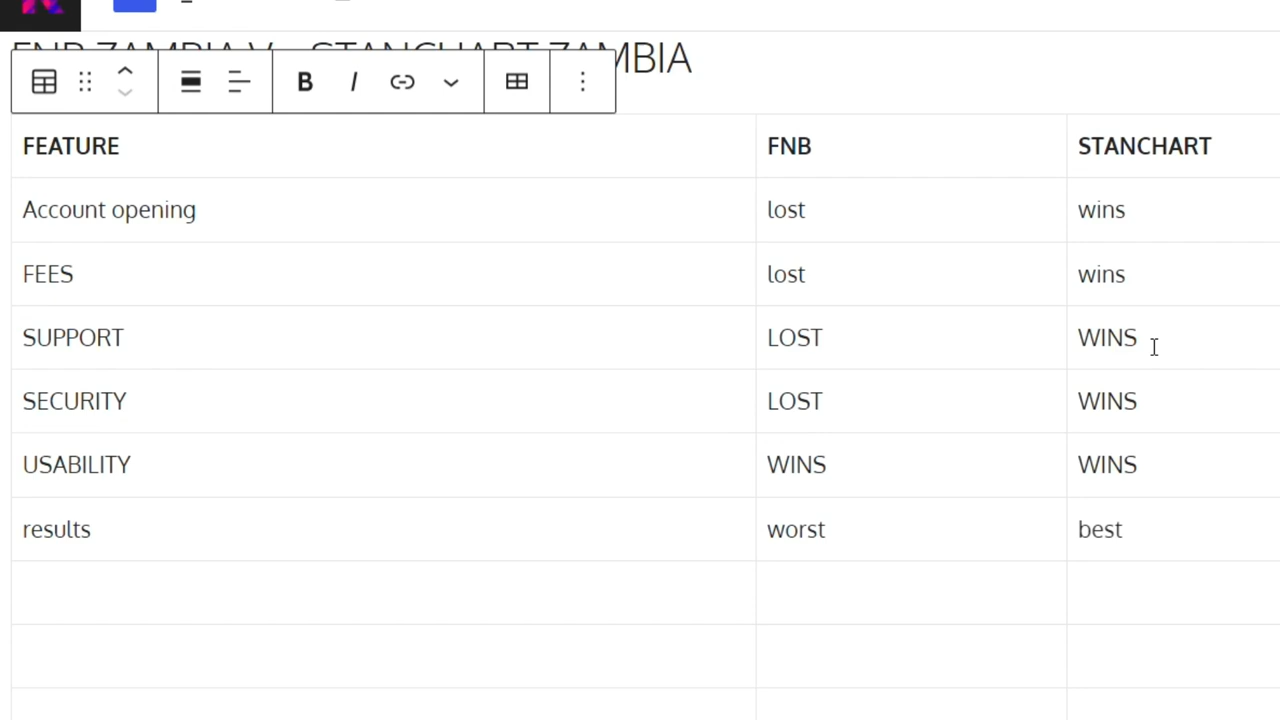 MBIA
B I
FEATURE FNB STANCHART
Account opening lost wins
FEES lost wins
SUPPORT LOST WINS
SECURITY LOST WINS
USABILITY WINS WINS
results worst best